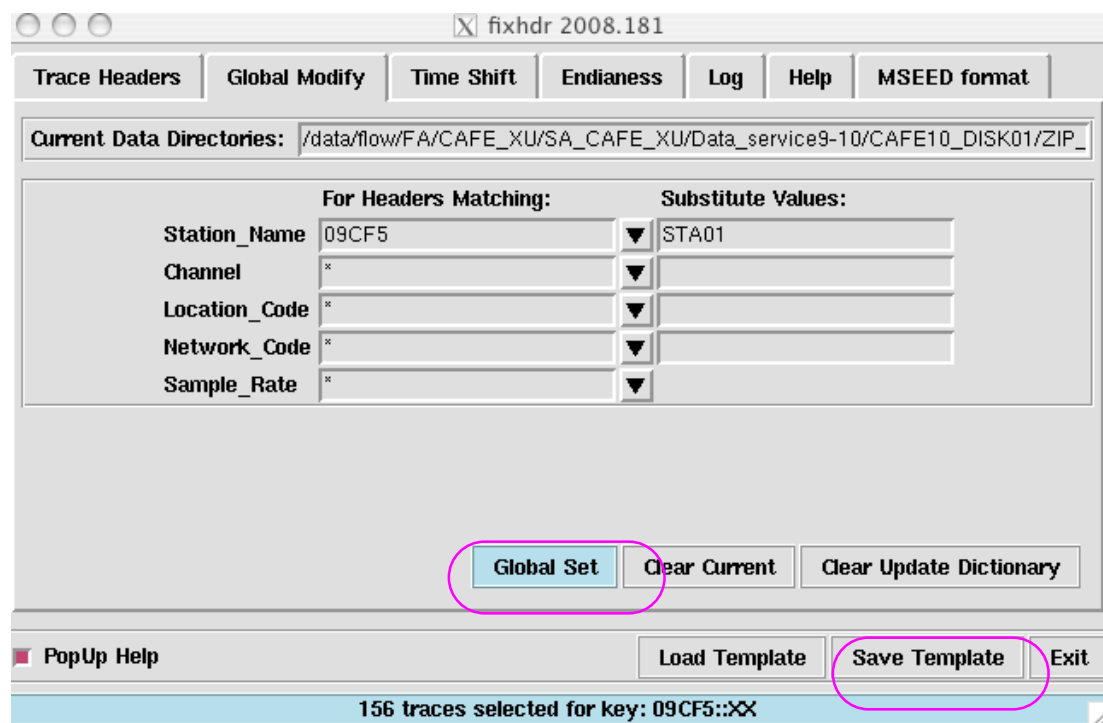 fixhdr 2008.181
Trace Headers Global Modify Time Shift Endianess Log Help MSEED format
Current Data Directories: /data/flow/FA/CAFE_XU/SA_CAFE_XU/Data_service9-10/CAFE10_DISK01/ZIP_
For Headers Matching: Substitute Values:
Station_Name 09CF5 STA01
Channel *
Location_Code *
Network_Code *
Sample_Rate *
Global Set Clear Current Clear Update Dictionary
PopUp Help Load Template Save Template Exit
156 traces selected for key: 09CF5::XX